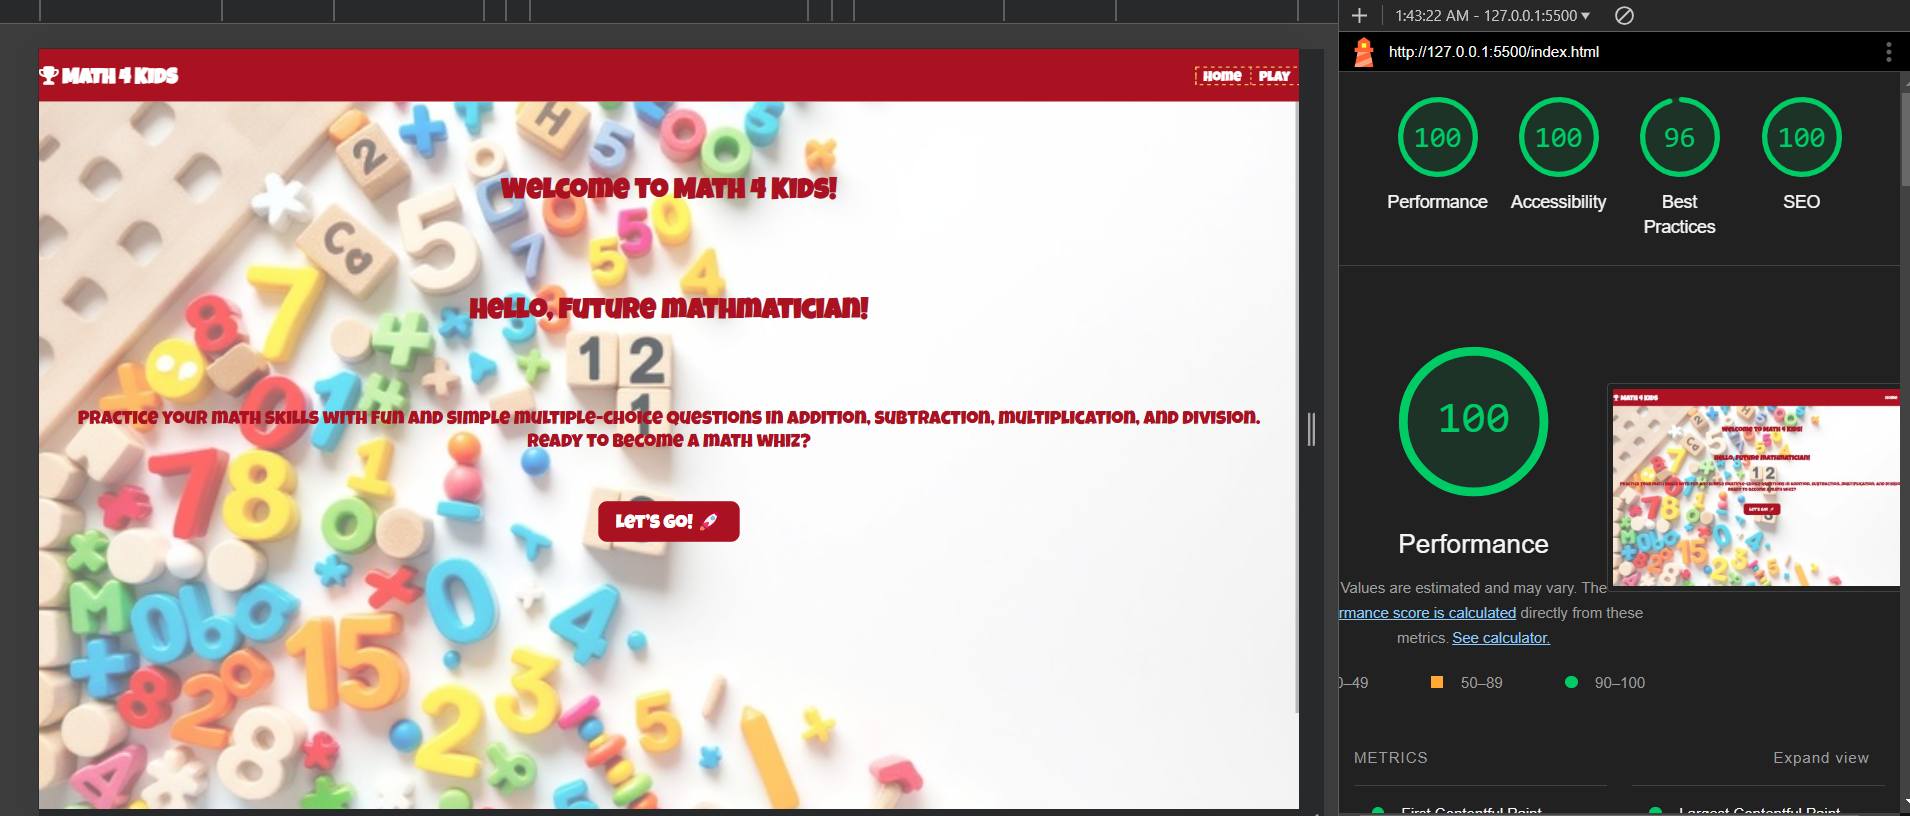 MATH 4 KIDS
Home PLAY
Welcome to Math 4 Kids!
Hello, Future mathmatician!
Practice your math skills with fun and simple multiple-choice questions in addition, subtraction, multiplication, and division.
Ready to become a math whiz?
Let's Go! 🚀
1:43:22 AM - 127.0.0.1:5500
http://127.0.0.1:5500/index.html
100 100 96 100
Performance Accessibility Best Practices SEO
100
Performance
Values are estimated and may vary. The
rmance score is calculated directly from these
metrics. See calculator.
0–49 50–89 90–100
METRICS Expand view
First Contentful Paint Largest Contentful Paint